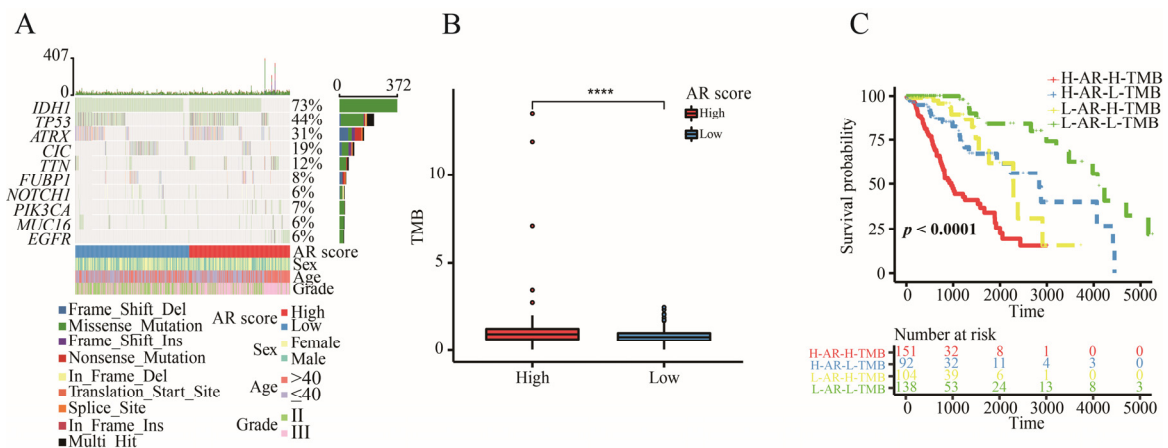 A
407
0
0 372
IDH1 73%
TP53 44%
ATRX 31%
CIC 19%
TTN 12%
FUBP1 8%
NOTCH1 6%
PIK3CA 7%
MUC16 6%
EGFR 6%
AR score
Sex
Age
Grade
Frame_Shift_Del
Missense_Mutation
Frame_Shift_Ins
Nonsense_Mutation
In_Frame_Del
Translation_Start_Site
Splice_Site
In_Frame_Ins
Multi_Hit
AR score
High
Low
Sex
Female
Male
Age
>40
≤40
Grade
II
III
B
AR score
High
Low
****
TMB
10
5
0
High Low
C
H-AR-H-TMB
H-AR-L-TMB
L-AR-H-TMB
L-AR-L-TMB
Survival probability
100
75
50
25
0
p < 0.0001
0 1000 2000 3000 4000 5000
Time
Number at risk
H-AR-H-TMB 151 32 8 1 0 0
H-AR-L-TMB 92 32 11 4 3 0
L-AR-H-TMB 104 39 6 1 0 0
L-AR-L-TMB 138 53 24 13 8 3
0 1000 2000 3000 4000 5000
Time